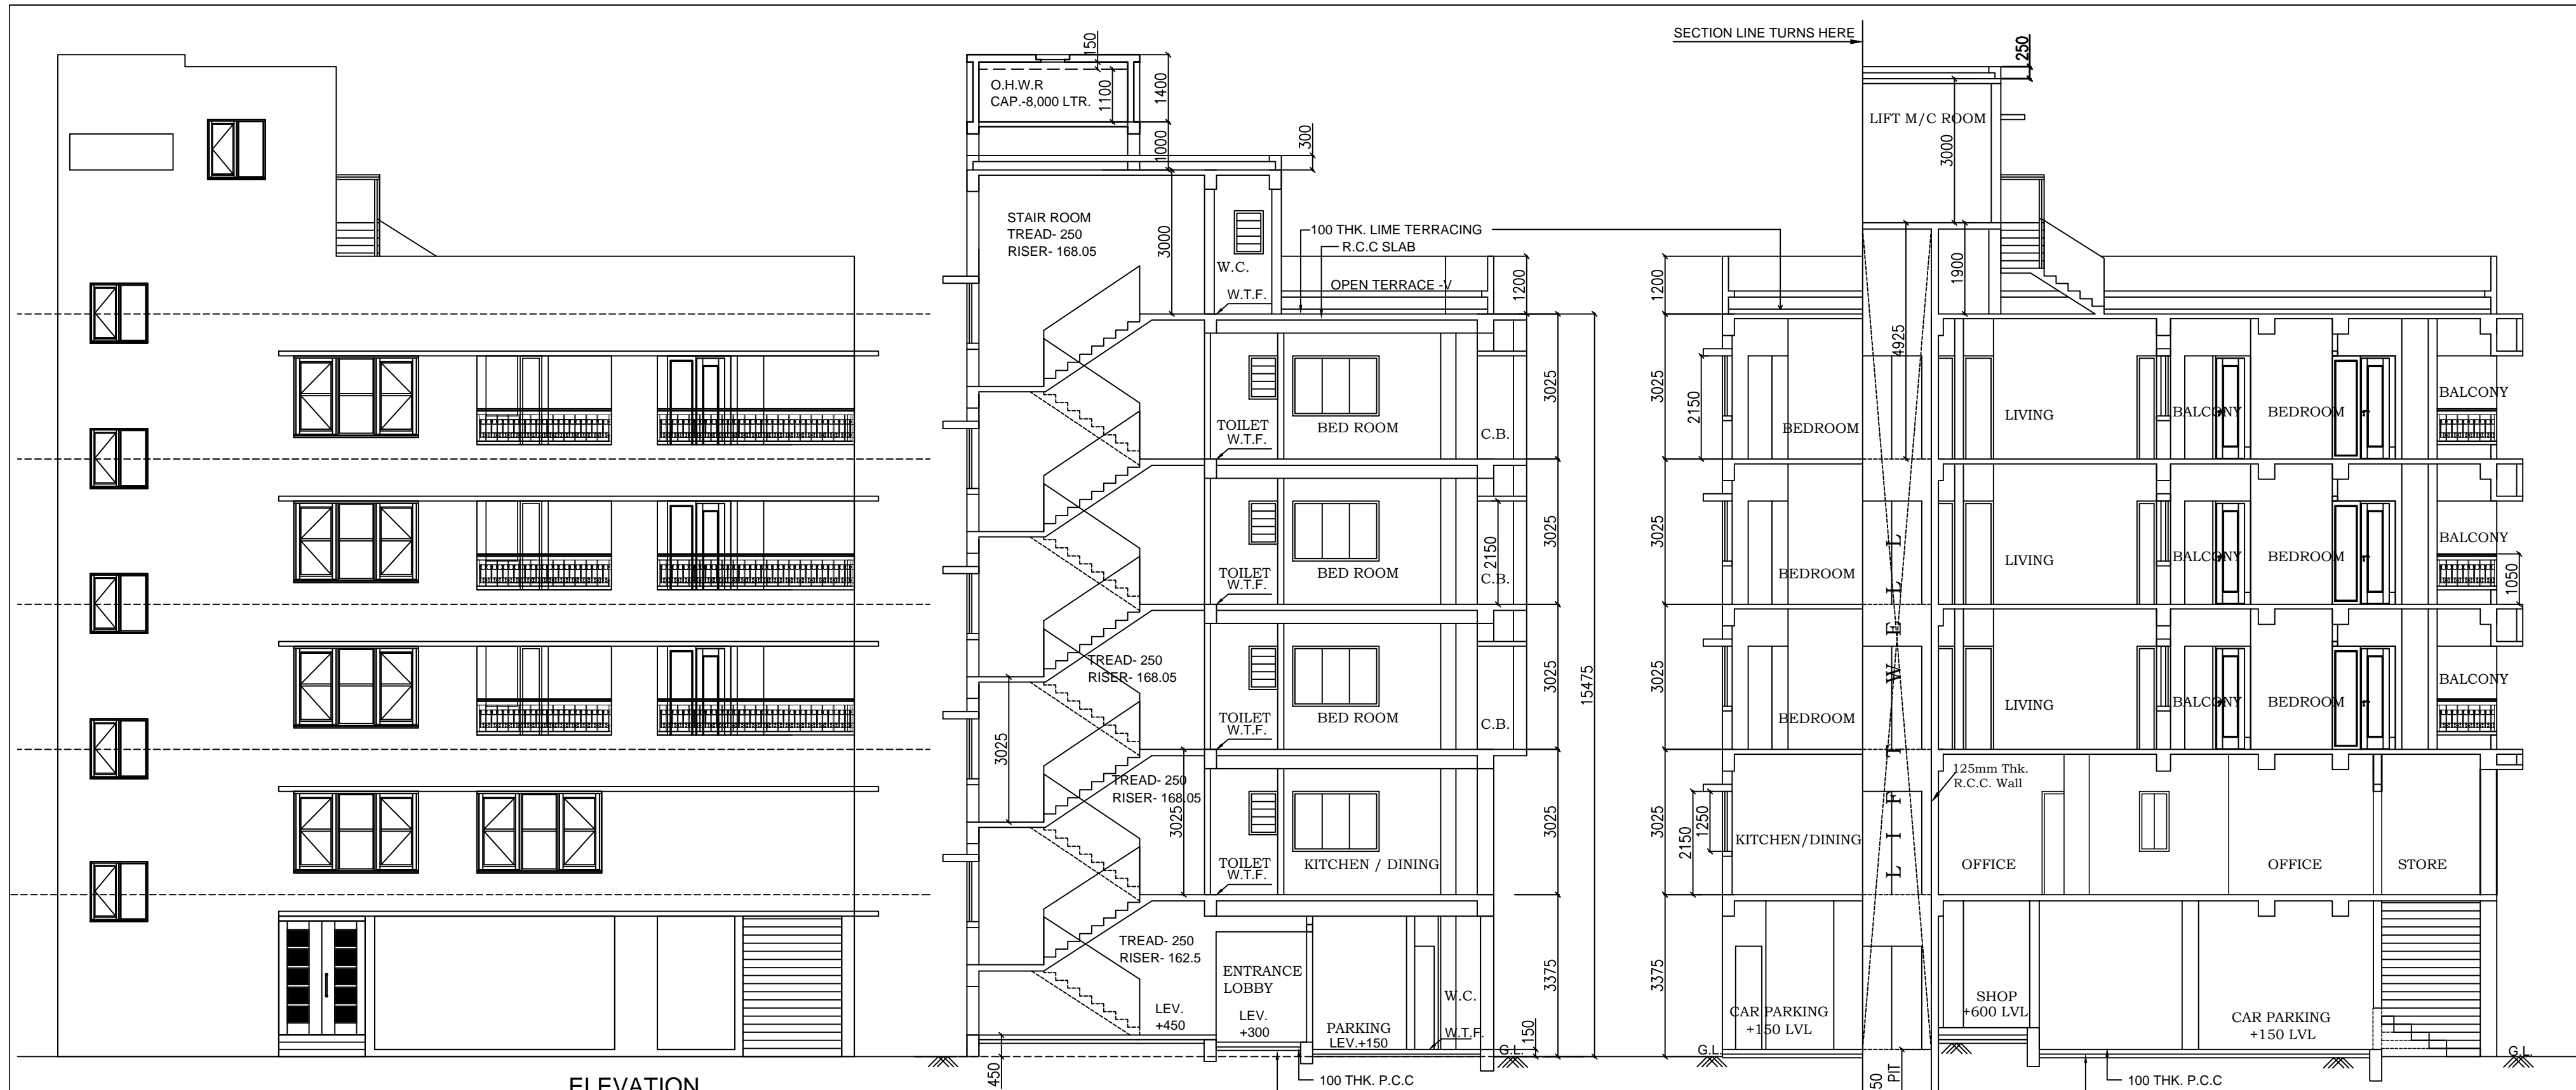 SECTION LINE TURNS HERE
150
250
O.H.W.R
CAP.-8,000 LTR.
1100
1400
1000
300
LIFT M/C ROOM
3000
STAIR ROOM
TREAD- 250
RISER- 168.05
3000
100 THK. LIME TERRACING
R.C.C SLAB
W.C.
W.T.F.
OPEN TERRACE -V
1200
1200
1900
4925
TOILET
W.T.F.
BED ROOM
C.B.
3025
3025
2150
BEDROOM
LIVING
BALCONY
BEDROOM
BALCONY
TOILET
W.T.F.
BED ROOM
2150
C.B.
3025
3025
BEDROOM
LIVING
BALCONY
BEDROOM
BALCONY
1050
TREAD- 250
RISER- 168.05
3025
TOILET
W.T.F.
BED ROOM
C.B.
3025
15475
3025
BEDROOM
LIFT WELL
LIVING
BALCONY
BEDROOM
BALCONY
TREAD- 250
RISER- 168.05
3025
TOILET
W.T.F.
KITCHEN / DINING
3025
3025
2150
1250
KITCHEN/DINING
125mm Thk.
R.C.C. Wall
OFFICE
OFFICE
STORE
TREAD- 250
RISER- 162.5
LEV.
+450
ENTRANCE
LOBBY
LEV.
+300
PARKING
LEV.+150
W.C.
W.T.F.
150
3375
3375
CAR PARKING
+150 LVL
SHOP
+600 LVL
CAR PARKING
+150 LVL
G.L.
G.L.
G.L.
450
100 THK. P.C.C
50
PIT
100 THK. P.C.C
ELEVATION